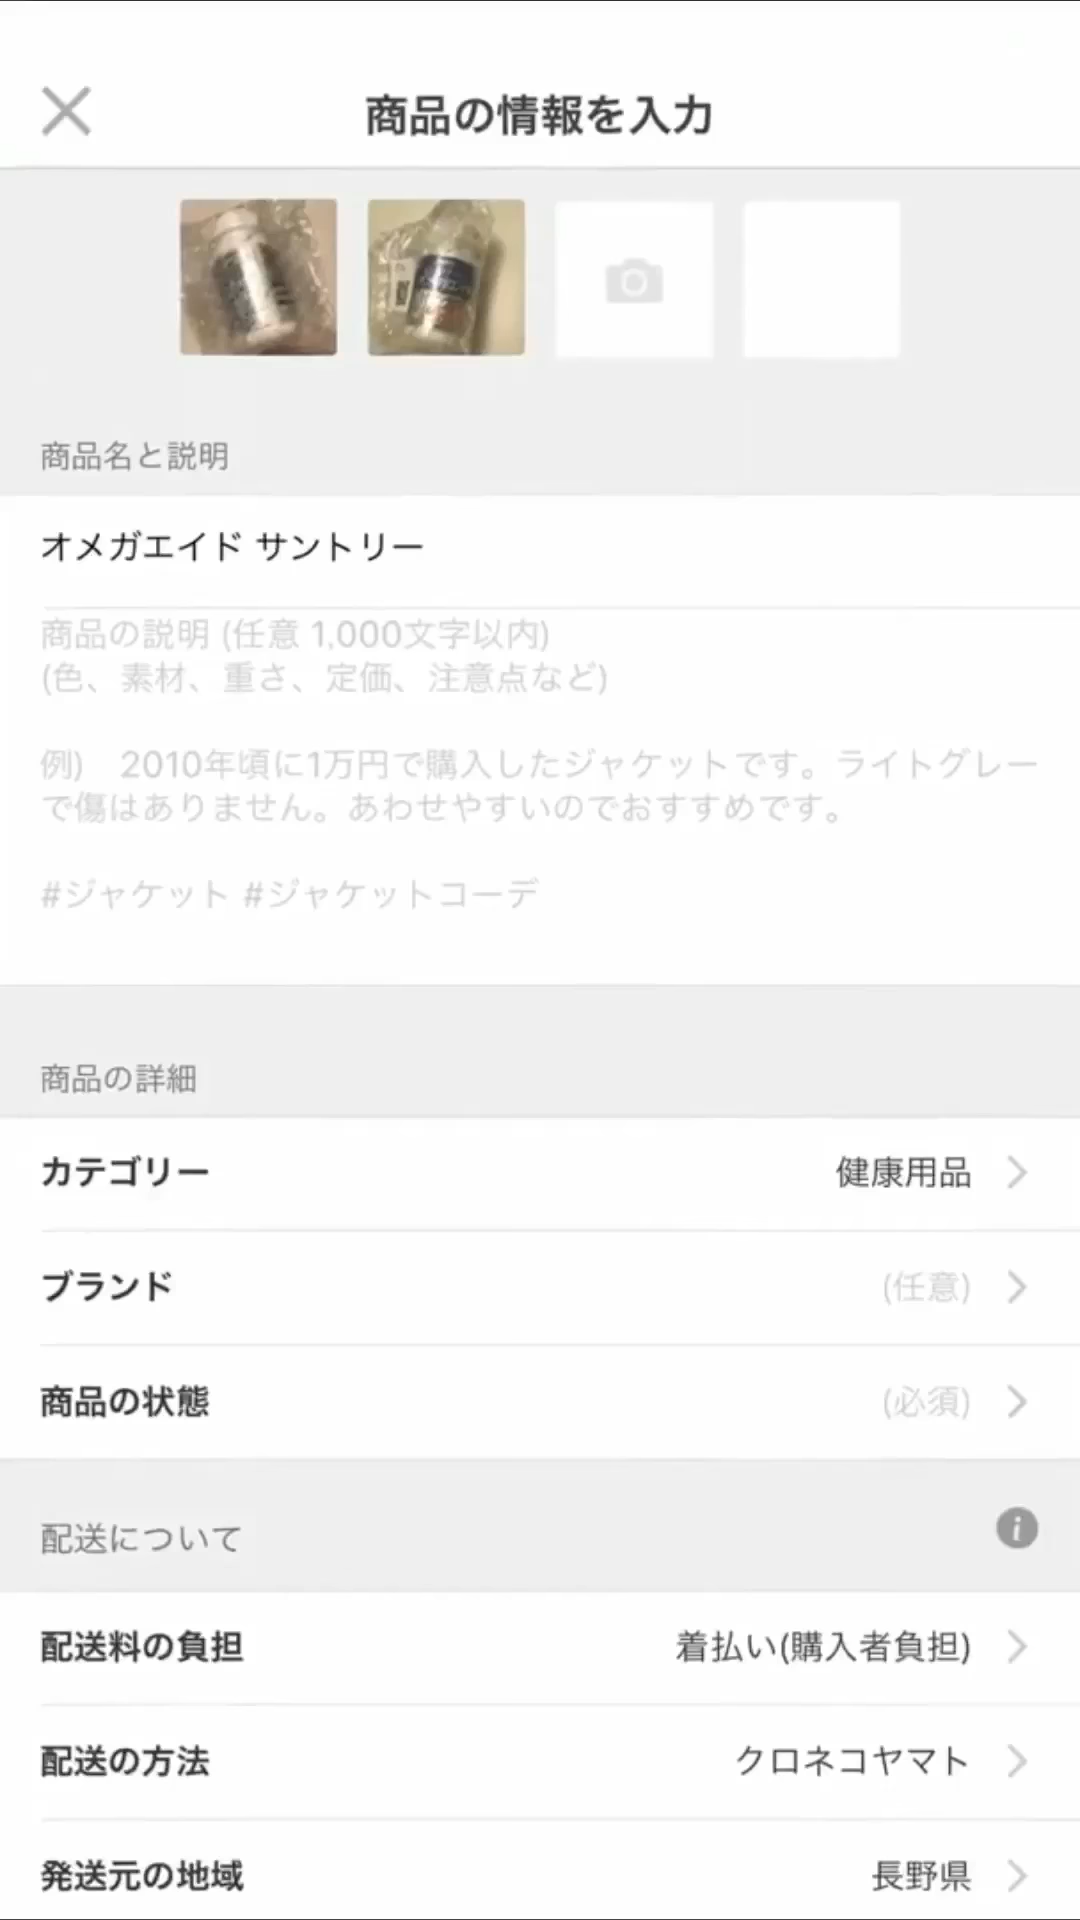 商品の情報を入力
商品名と説明
オメガエイド サントリー
商品の説明 (任意 1,000文字以内)
(色、素材、重さ、定価、注意点など)
例)　2010年頃に1万円で購入したジャケットです。ライトグレー
で傷はありません。あわせやすいのでおすすめです。
#ジャケット #ジャケットコーデ
商品の詳細
カテゴリー 健康用品
ブランド (任意)
商品の状態 (必須)
配送について
配送料の負担 着払い(購入者負担)
配送の方法 クロネコヤマト
発送元の地域 長野県